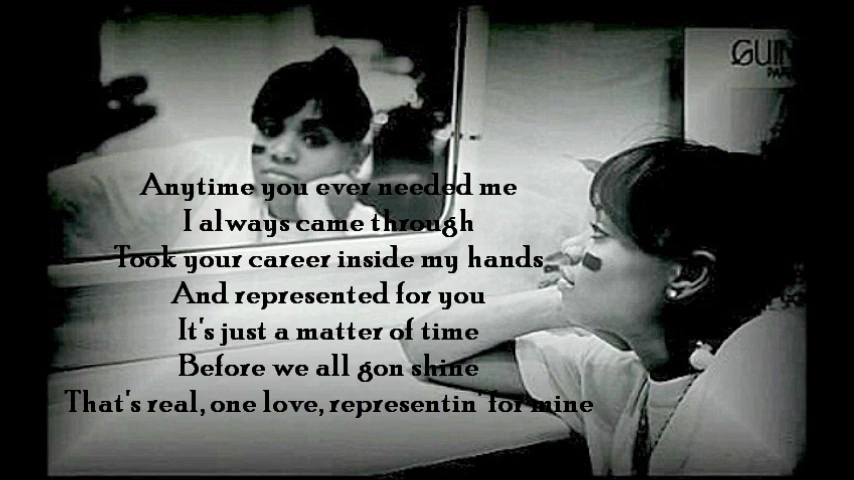 Anytime you ever needed me
I always came through
Took your career inside my hands
And represented for you
It's just a matter of time
Before we all gon shine
That's real, one love, representin' for mine